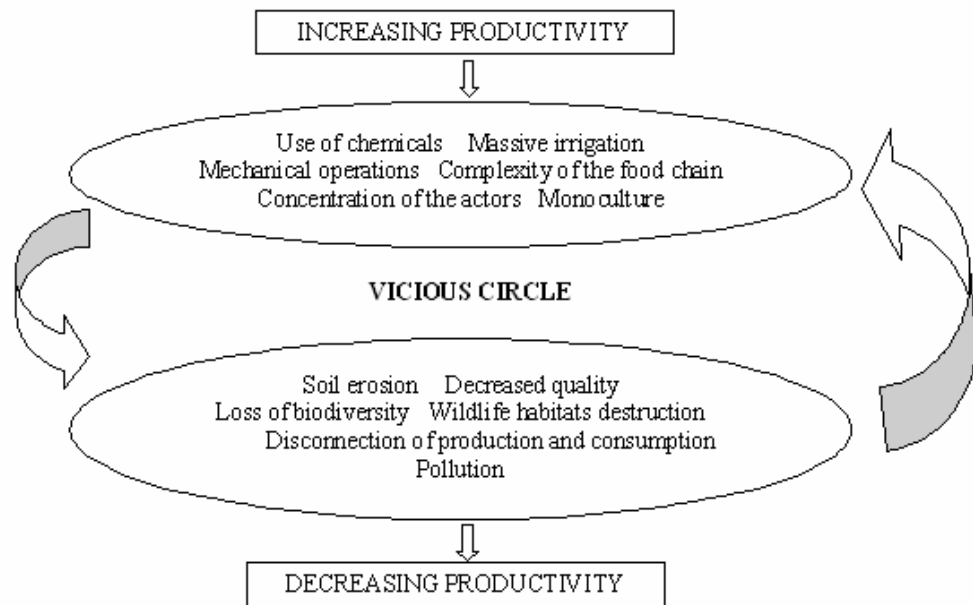 INCREASING PRODUCTIVITY
Use of chemicals Massive irrigation
Mechanical operations Complexity of the food chain
Concentration of the actors Monoculture
VICIOUS CIRCLE
Soil erosion Decreased quality
Loss of biodiversity Wildlife habitats destruction
Disconnection of production and consumption
Pollution
DECREASING PRODUCTIVITY